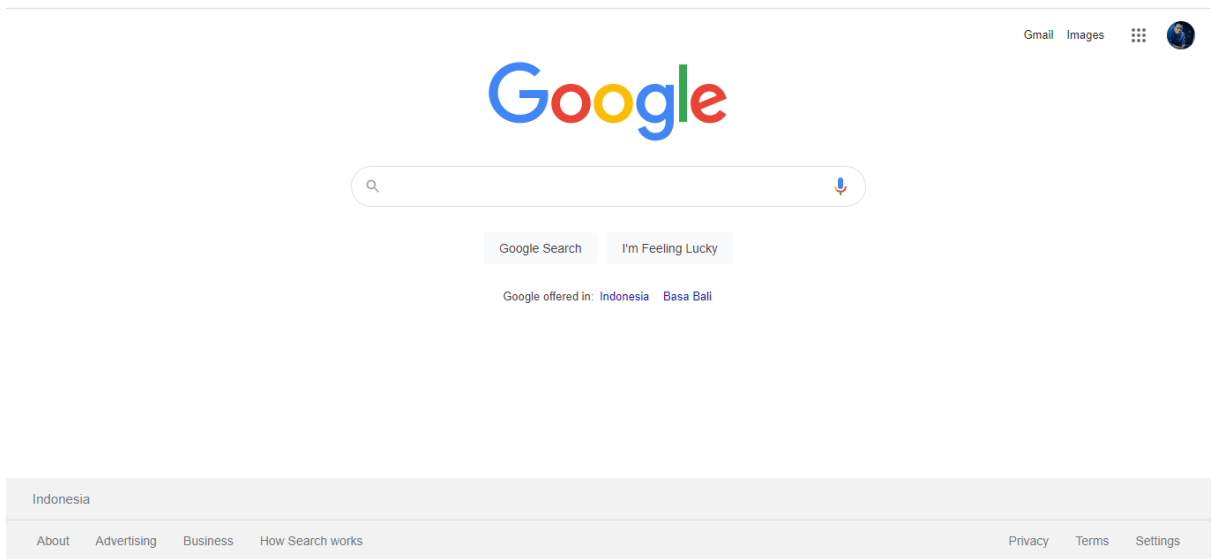 Gmail Images
Google
Google Search I'm Feeling Lucky
Google offered in: Indonesia Basa Bali
Indonesia
About Advertising Business How Search works Privacy Terms Settings